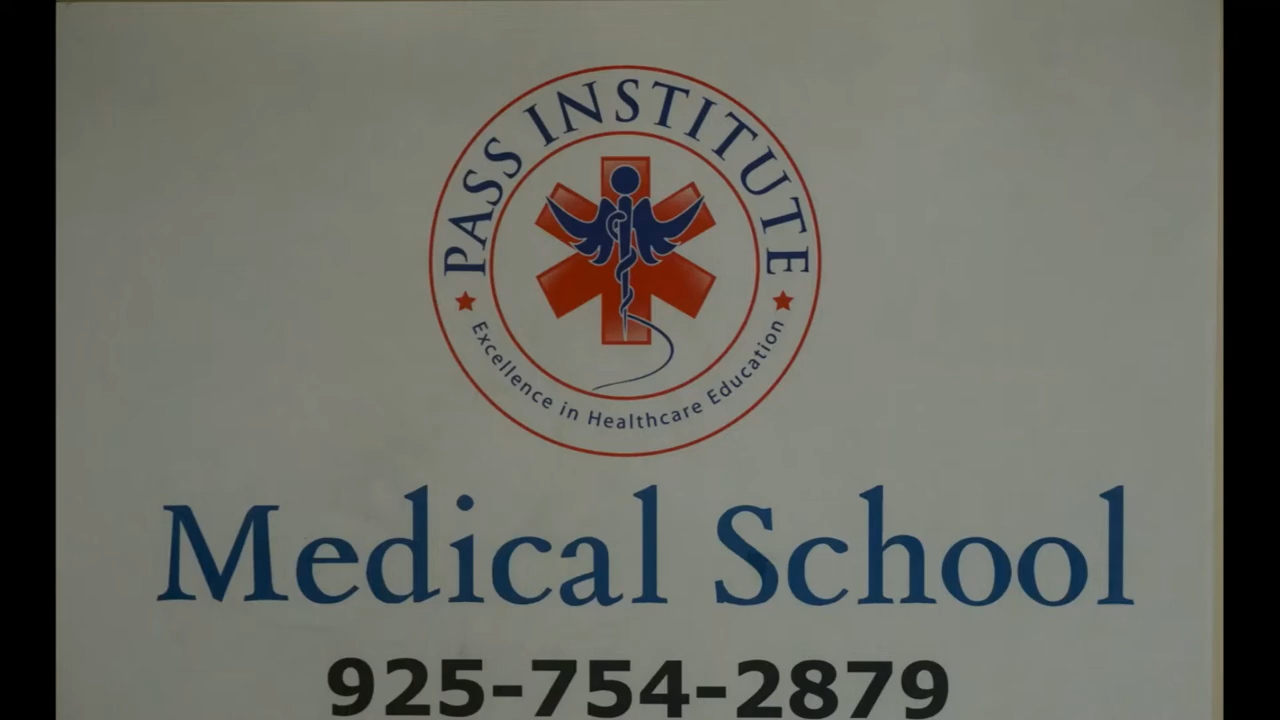 PASS INSTITUTE
Excellence in Healthcare Education
Medical School
925-754-2879